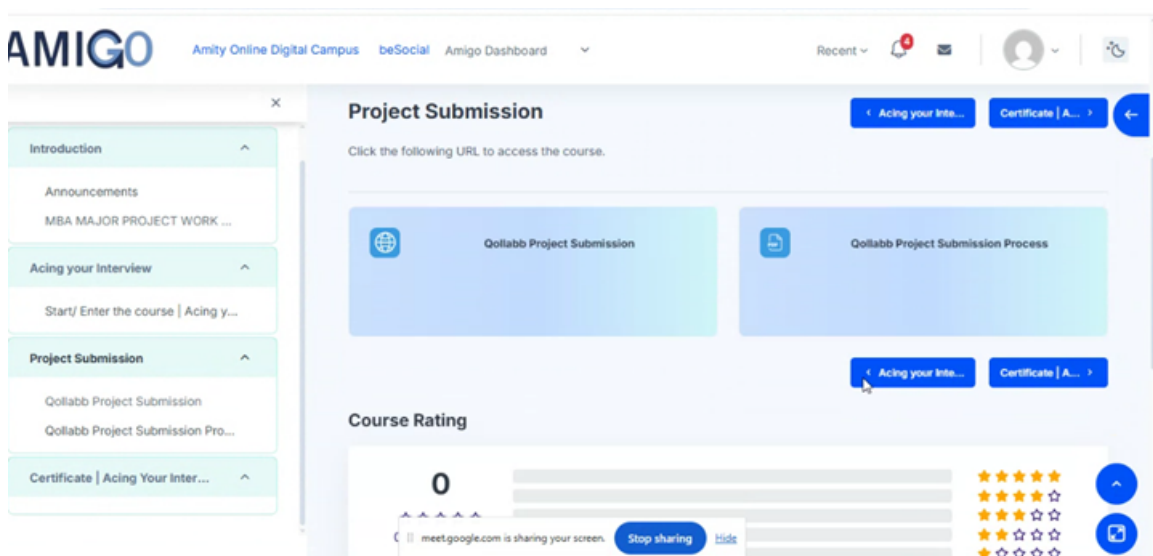 AMIGO
Amity Online Digital Campus beSocial Amigo Dashboard
Recent
4
Introduction
Announcements
MBA MAJOR PROJECT WORK ...
Acing your Interview
Start/ Enter the course | Acing y...
Project Submission
Qollabb Project Submission
Qollabb Project Submission Pro...
Certificate | Acing Your Inter...
Project Submission
Acing your Inte...
Certificate | A...
Click the following URL to access the course.
Qollabb Project Submission
Qollabb Project Submission Process
Acing your Inte...
Certificate | A...
Course Rating
0
meet.google.com is sharing your screen.
Stop sharing
Hide